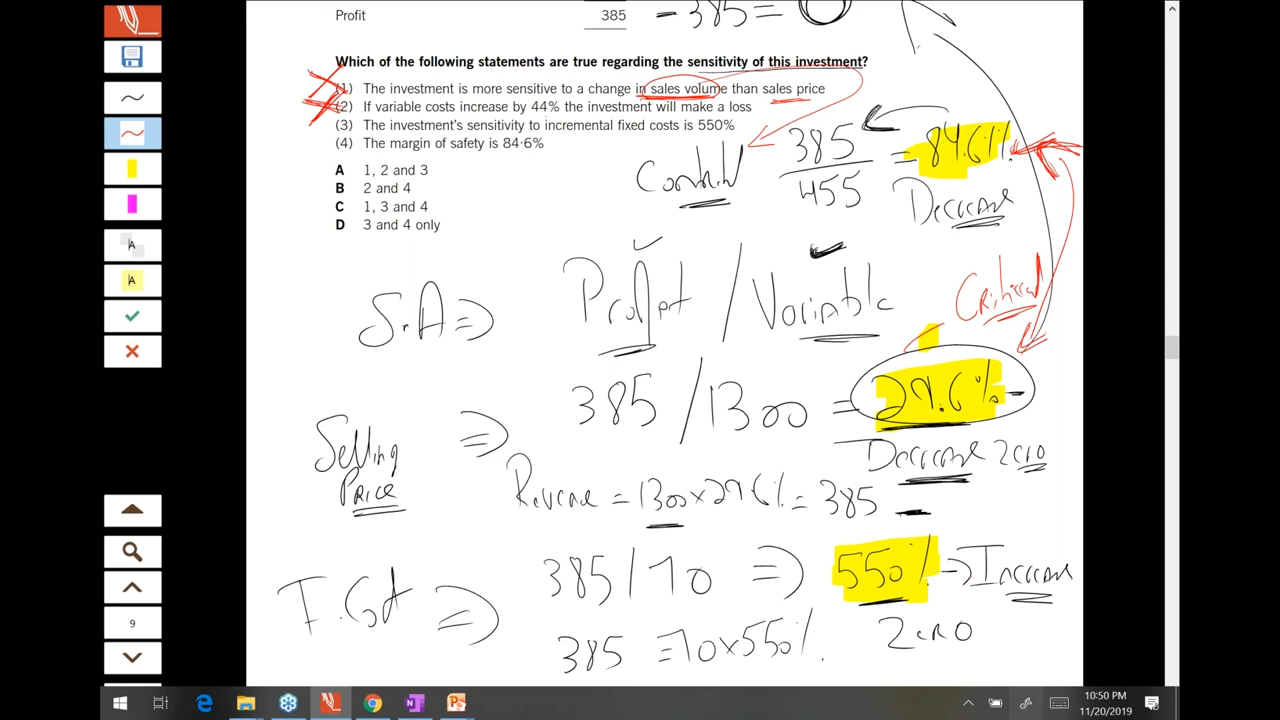 Profit 385
- 385 = 0
Which of the following statements are true regarding the sensitivity of this investment?
(1) The investment is more sensitive to a change in sales volume than sales price
(2) If variable costs increase by 44% the investment will make a loss
(3) The investment's sensitivity to incremental fixed costs is 550%
(4) The margin of safety is 84·6%
385
455
= 84.61%
Decrease
A 1, 2 and 3
B 2 and 4
C 1, 3 and 4
D 3 and 4 only
S.A => Profit / Variable
Critical
385 / 1300 = 29.6%
Selling
Price =>
Decrease Zero
Revenue = 1300 x 29.6% = 385
385 / 70 => 550% => Increase
F. Cost =>
Zero
385 = 70 x 550%.
9
10:50 PM
11/20/2019